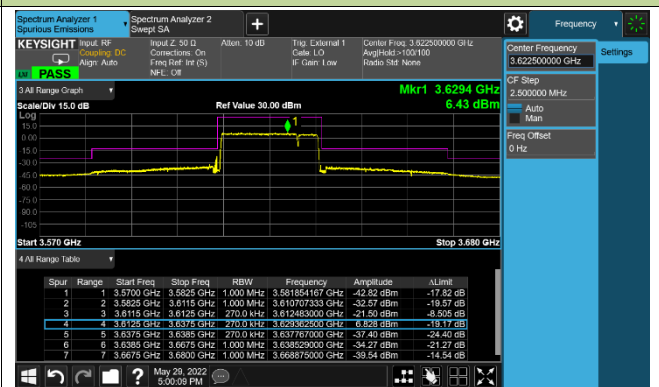 Spectrum Analyzer 1
Spurious Emissions
Spectrum Analyzer 2
Swept SA
+
Frequency
KEYSIGHT
Input: RF
Coupling: DC
Align: Auto
Input Z: 50 Ω
Corrections: On
Freq Ref: Int (S)
NFE: Off
Atten: 10 dB
Trig: External 1
Gate: LO
IF Gain: Low
Center Freq: 3.622500000 GHz
Avg|Hold:>100/100
Radio Std: None
PASS
Center Frequency
3.622500000 GHz
Settings
CF Step
2.500000 MHz
Auto
Man
Freq Offset
0 Hz
3 All Range Graph
Mkr1 3.6294 GHz
6.43 dBm
Scale/Div 15.0 dB
Ref Value 30.00 dBm
Log
15.0
0.00
-15.0
-30.0
-45.0
-60.0
-75.0
-90.0
-105
1
Start 3.570 GHz
Stop 3.680 GHz
4 All Range Table
Spur Range Start Freq Stop Freq RBW Frequency Amplitude ΔLimit
1 1 3.5700 GHz 3.5825 GHz 1.000 MHz 3.581854167 GHz -42.82 dBm -17.82 dB
2 2 3.5825 GHz 3.6115 GHz 1.000 MHz 3.610707333 GHz -32.57 dBm -19.57 dB
3 3 3.6115 GHz 3.6125 GHz 270.0 kHz 3.612483000 GHz -21.50 dBm -8.505 dB
4 4 3.6125 GHz 3.6375 GHz 270.0 kHz 3.629362500 GHz 6.828 dBm -19.17 dB
5 5 3.6375 GHz 3.6385 GHz 270.0 kHz 3.637767000 GHz -37.40 dBm -24.40 dB
6 6 3.6385 GHz 3.6675 GHz 1.000 MHz 3.638529000 GHz -34.27 dBm -21.27 dB
7 7 3.6675 GHz 3.6800 GHz 1.000 MHz 3.668875000 GHz -39.54 dBm -14.54 dB
?
May 29, 2022
5:00:09 PM